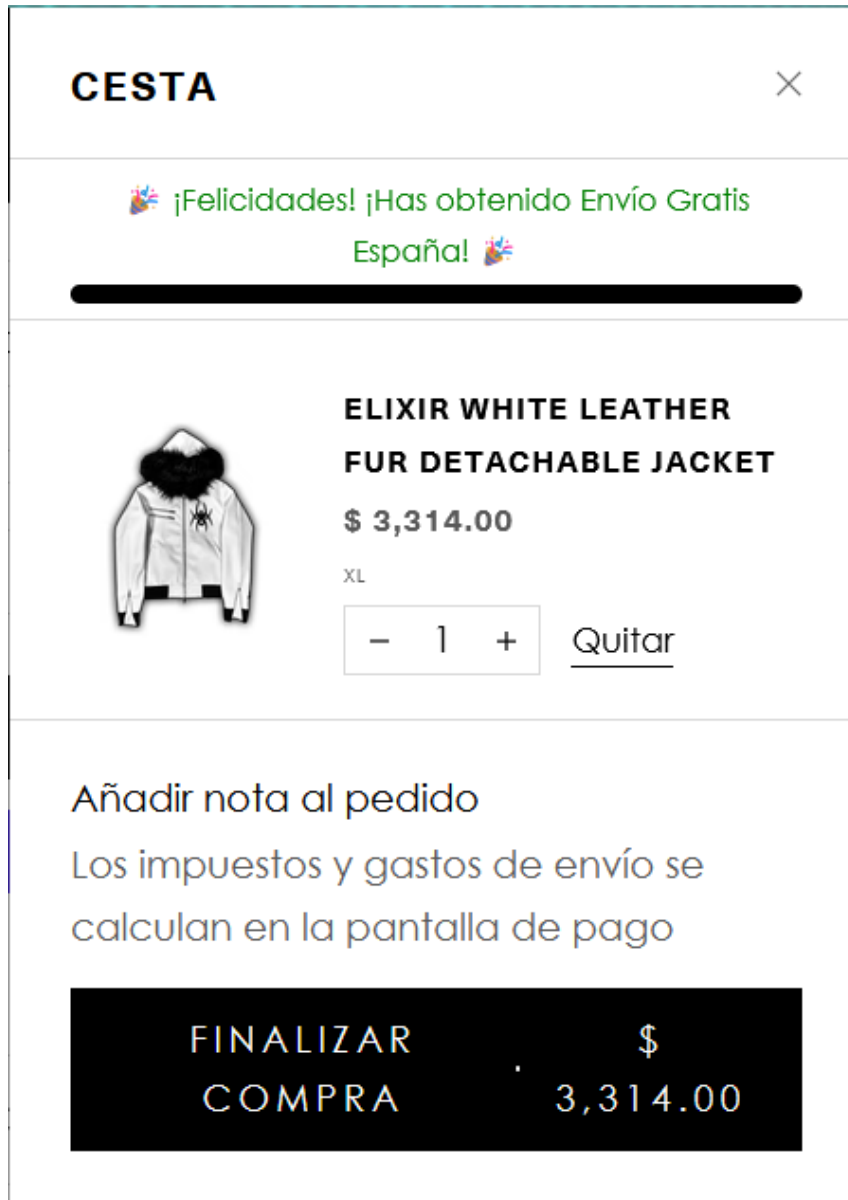 CESTA
🎉 ¡Felicidades! ¡Has obtenido Envío Gratis
España! 🎉
ELIXIR WHITE LEATHER
FUR DETACHABLE JACKET
$ 3,314.00
XL
− 1 + Quitar
Añadir nota al pedido
Los impuestos y gastos de envío se
calculan en la pantalla de pago
FINALIZAR
COMPRA
·
$
3,314.00